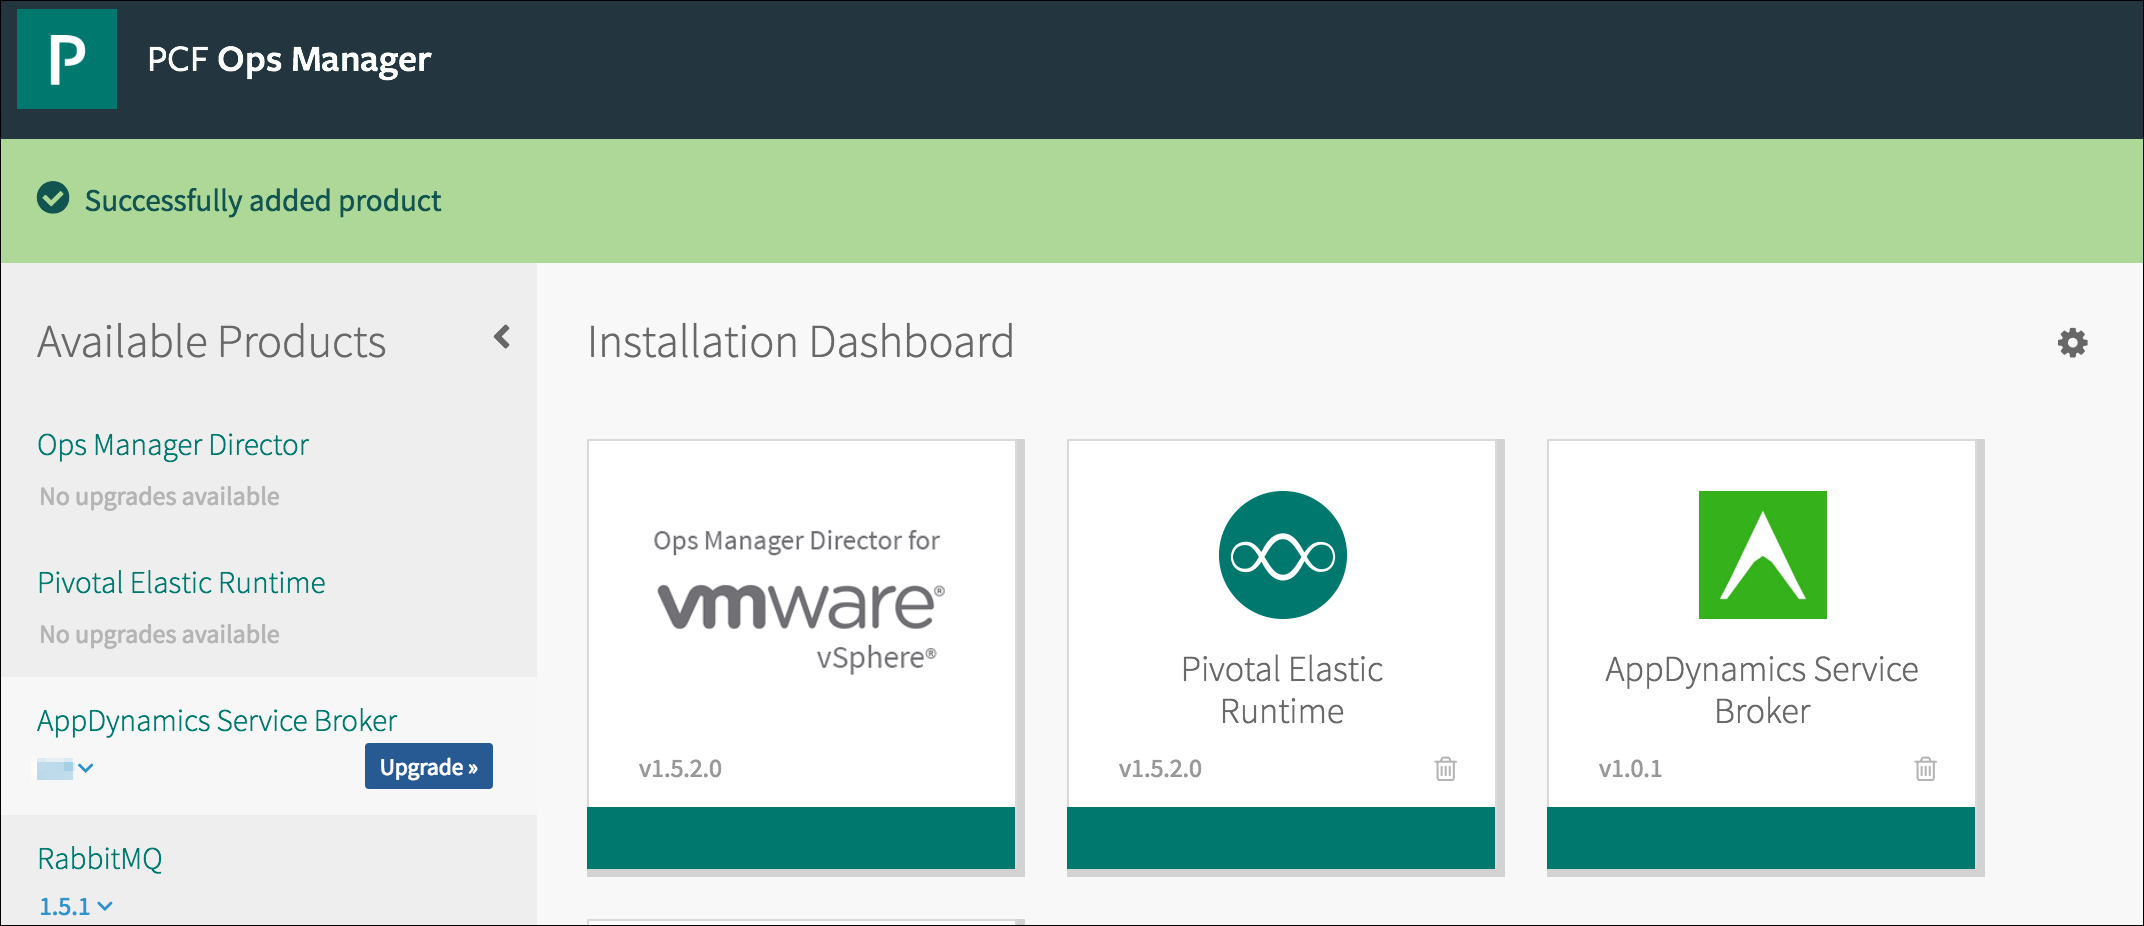 P
PCF Ops Manager
Successfully added product
Available Products
Ops Manager Director
No upgrades available
Pivotal Elastic Runtime
No upgrades available
AppDynamics Service Broker
Upgrade »
RabbitMQ
1.5.1
Installation Dashboard
Ops Manager Director for
vmware®
vSphere®
v1.5.2.0
Pivotal Elastic
Runtime
v1.5.2.0
AppDynamics Service
Broker
v1.0.1